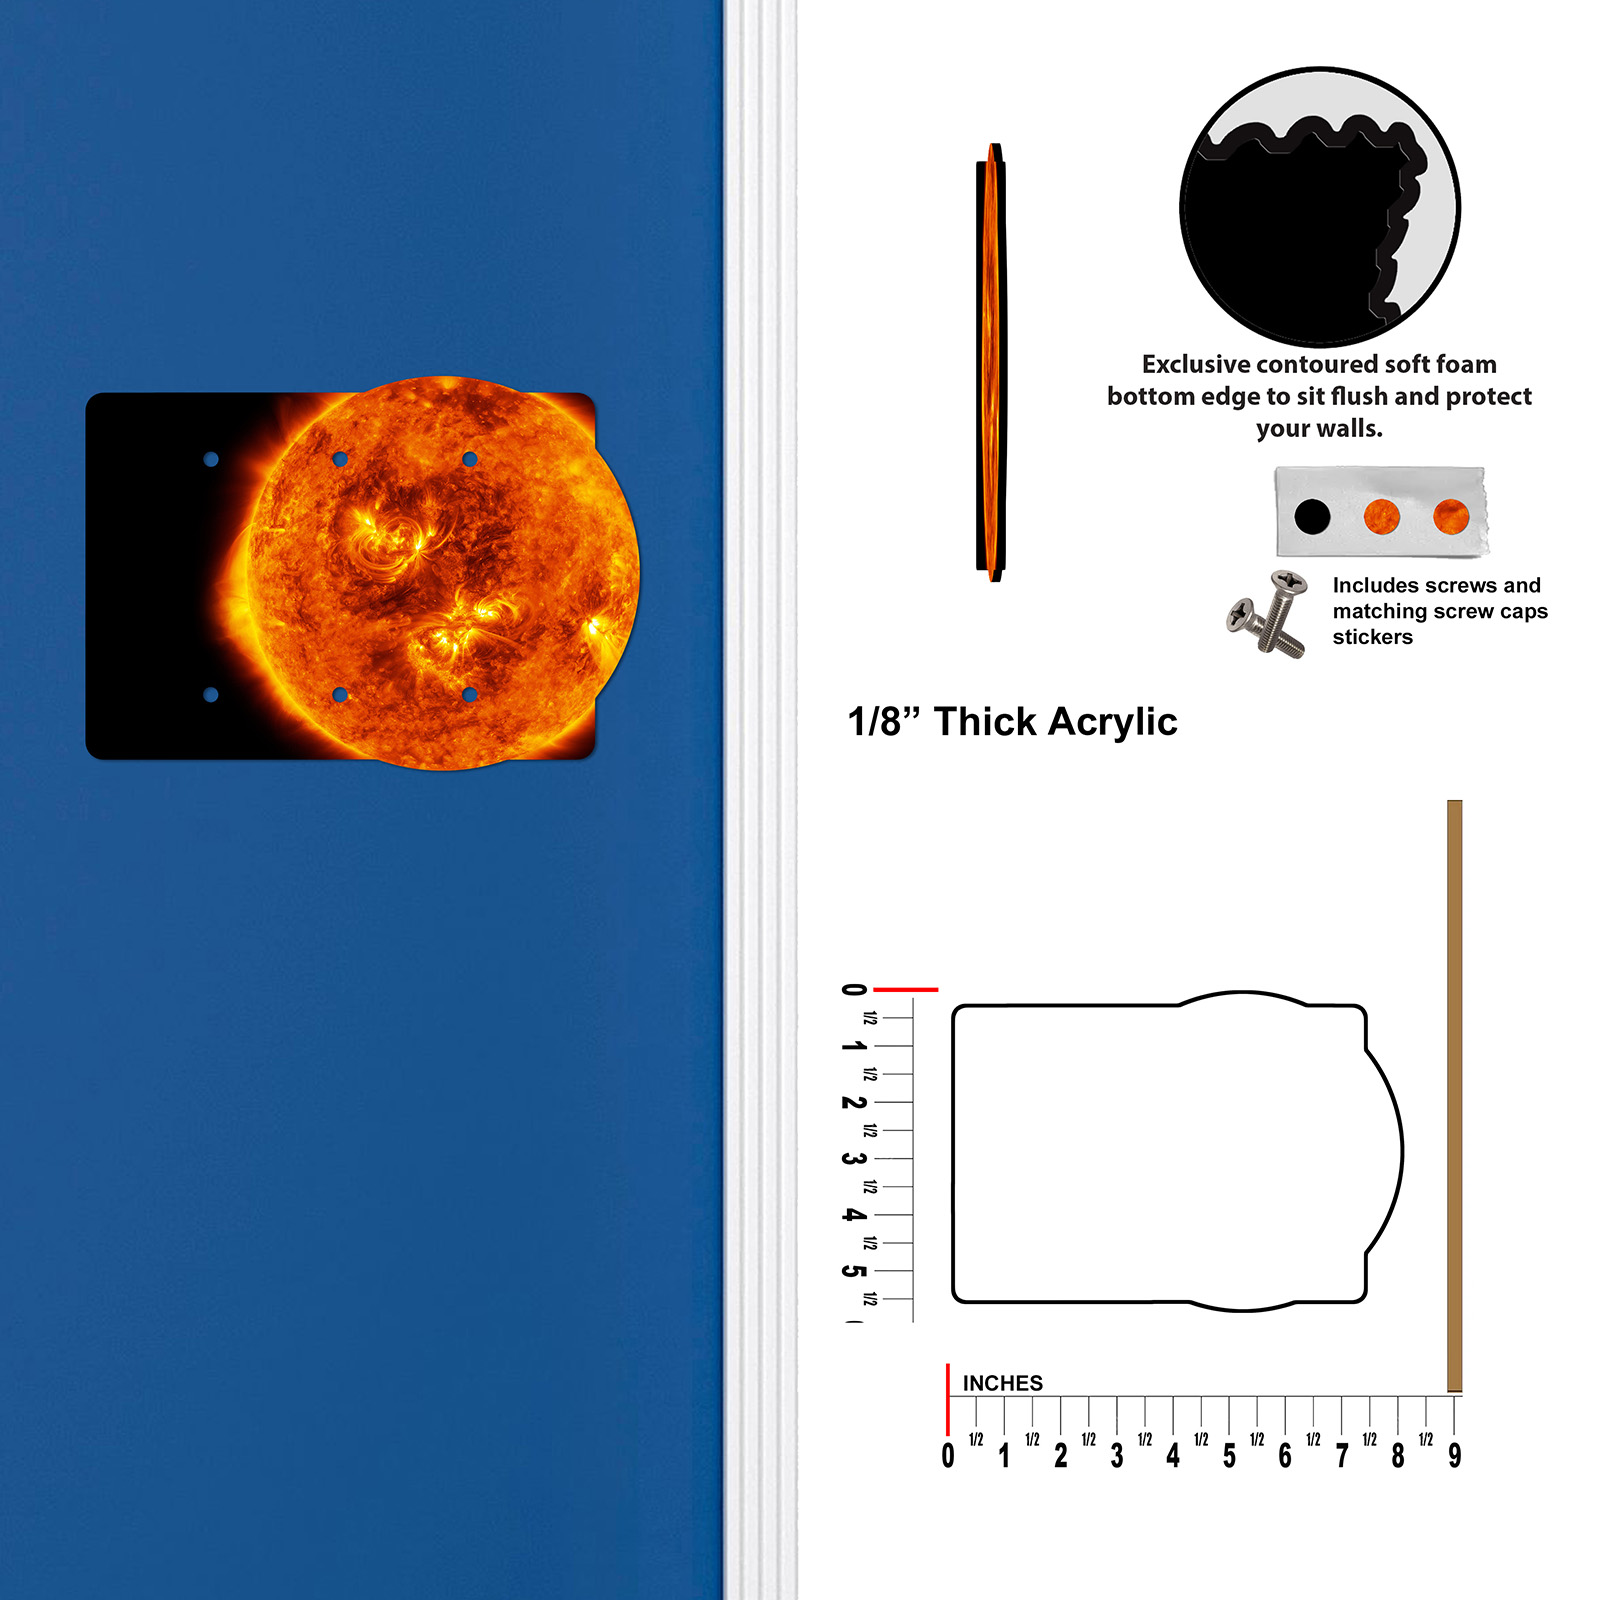 Exclusive contoured soft foam
bottom edge to sit flush and protect
your walls.
Includes screws and
matching screw caps
stickers
1/8” Thick Acrylic
0
1/2
1
1/2
2
1/2
3
1/2
4
1/2
5
1/2
INCHES
1/2 1/2 1/2 1/2 1/2 1/2 1/2 1/2 1/2
0 1 2 3 4 5 6 7 8 9